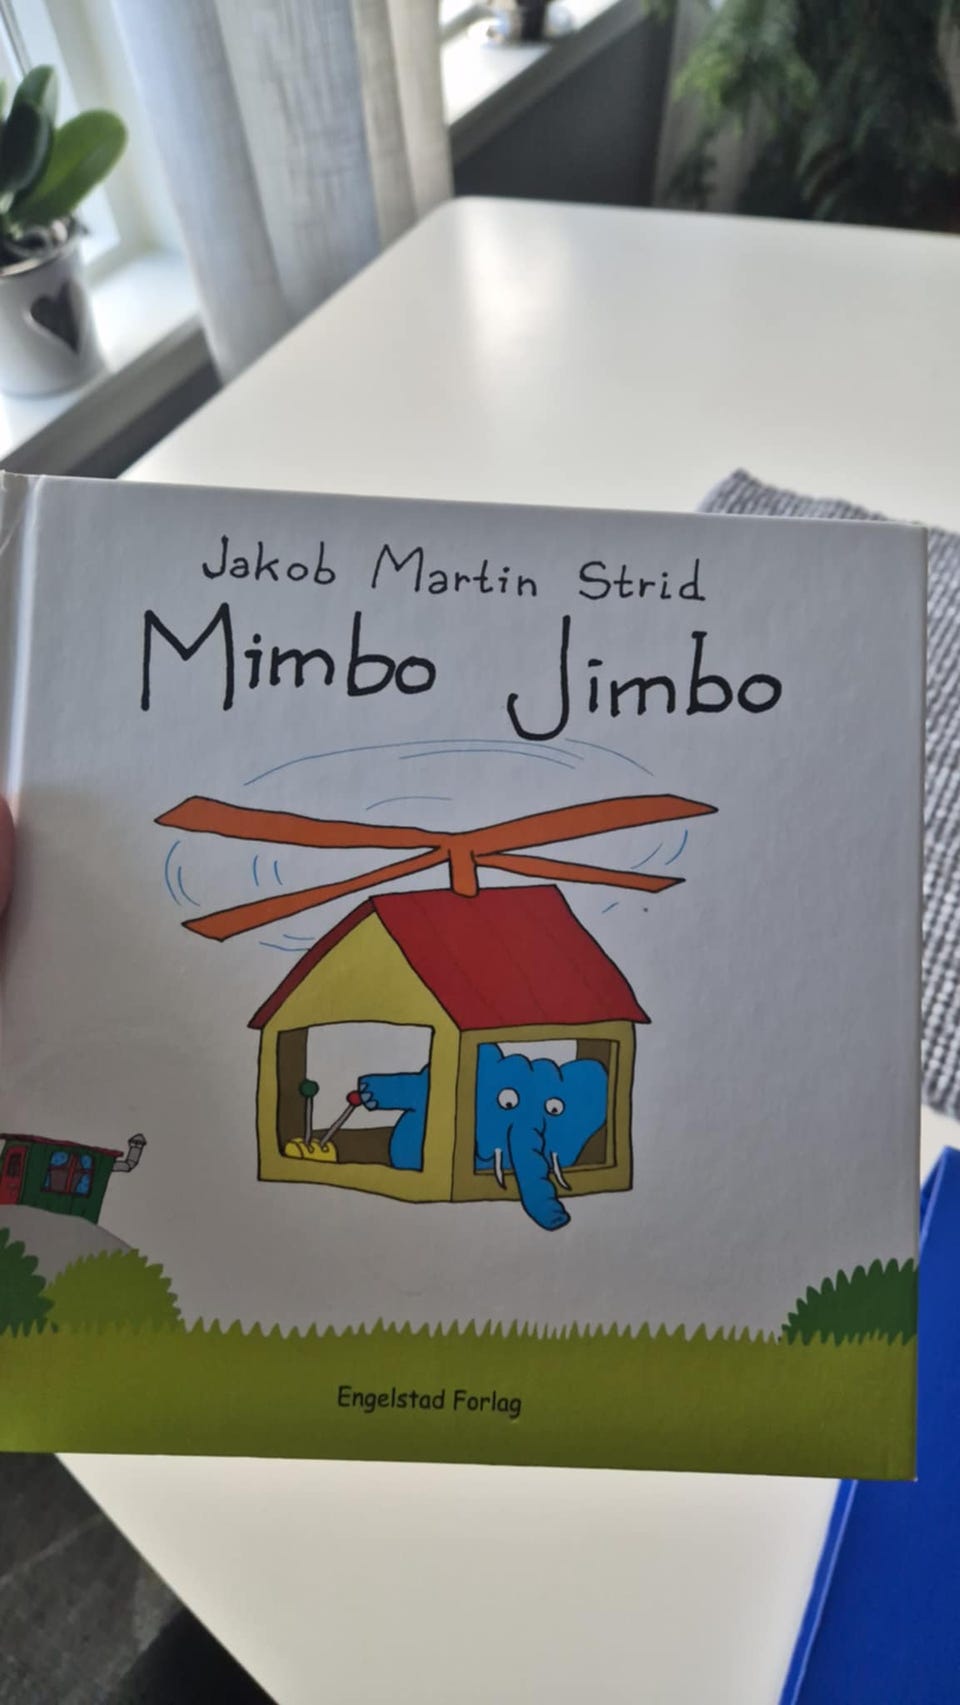 Jakob Martin Strid
Mimbo Jimbo
Engelstad Forlag